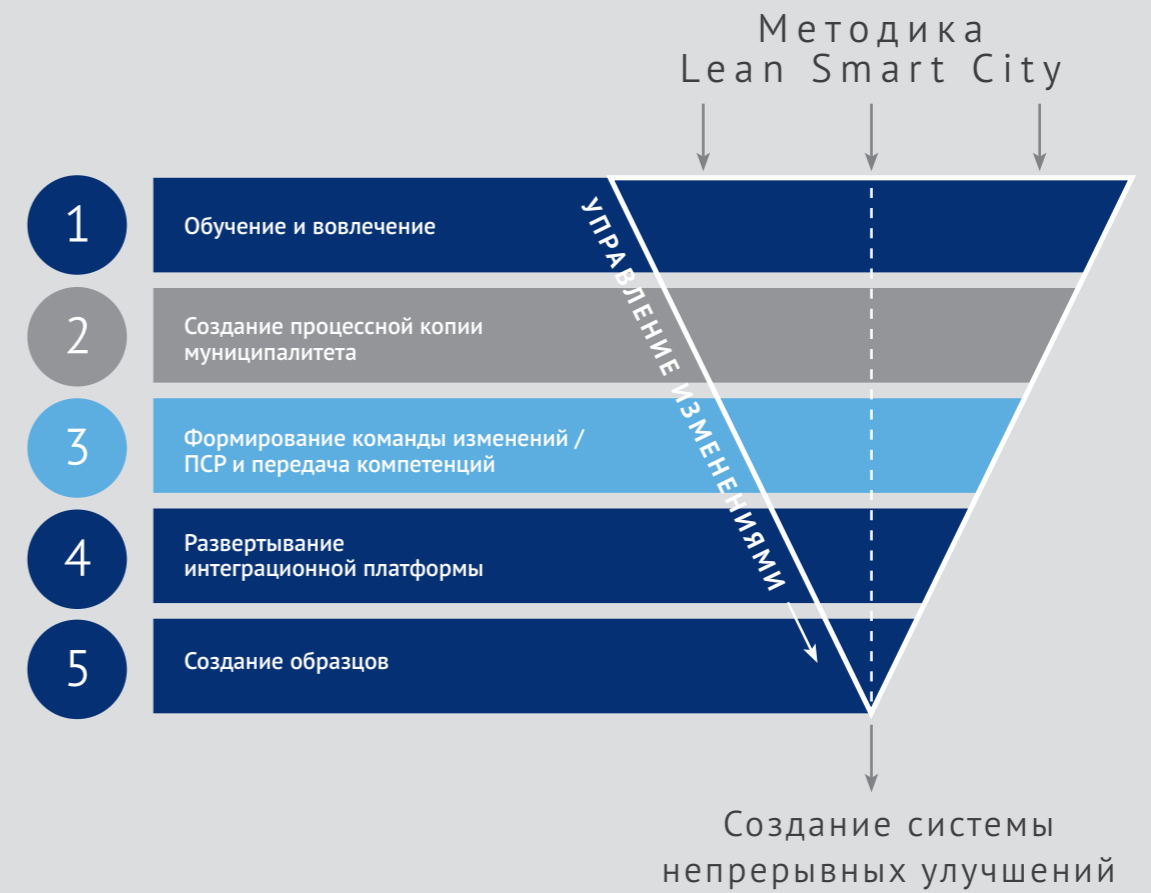 Методика
Lean Smart City
1
Обучение и вовлечение
УПРАВЛЕНИЕ ИЗМЕНЕНИЯМИ
2
Создание процессной копии
муниципалитета
3
Формирование команды изменений /
ПСР и передача компетенций
4
Развертывание
интеграционной платформы
5
Создание образцов
Создание системы
непрерывных улучшений